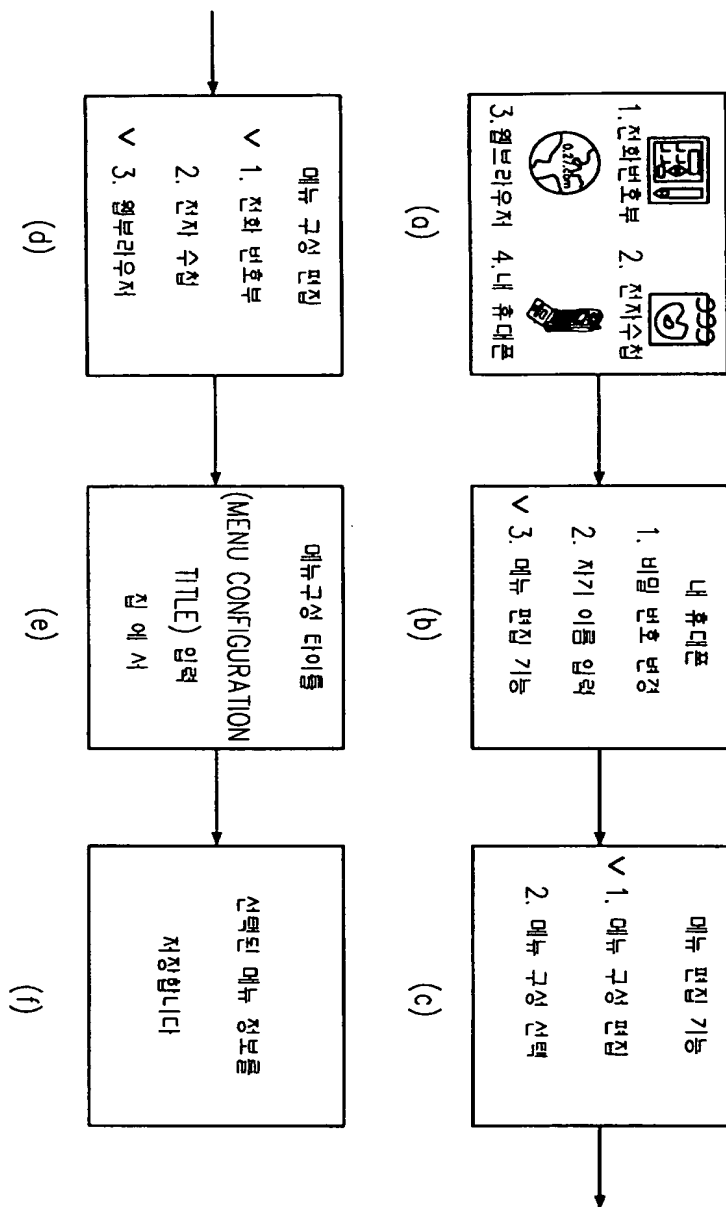 1.전화번호부 2. 전자수첩
3.웹브라우저 4.내 휴대폰
(a)
내 휴대폰
1. 비밀 번호 변경
2. 자기 이름 입력
∨ 3. 메뉴 편집 기능
(b)
메뉴 편집 기능
∨ 1. 메뉴 구성 편집
2. 메뉴 구성 선택
(c)
메뉴 구성 편집
∨ 1. 전화 번호부
2. 전자 수첩
∨ 3. 웹브라우저
(d)
메뉴구성 타이틀
(MENU CONFIGURATION
TITLE) 입력
집 에서
(e)
선택된 메뉴 정보를
저장합니다
(f)